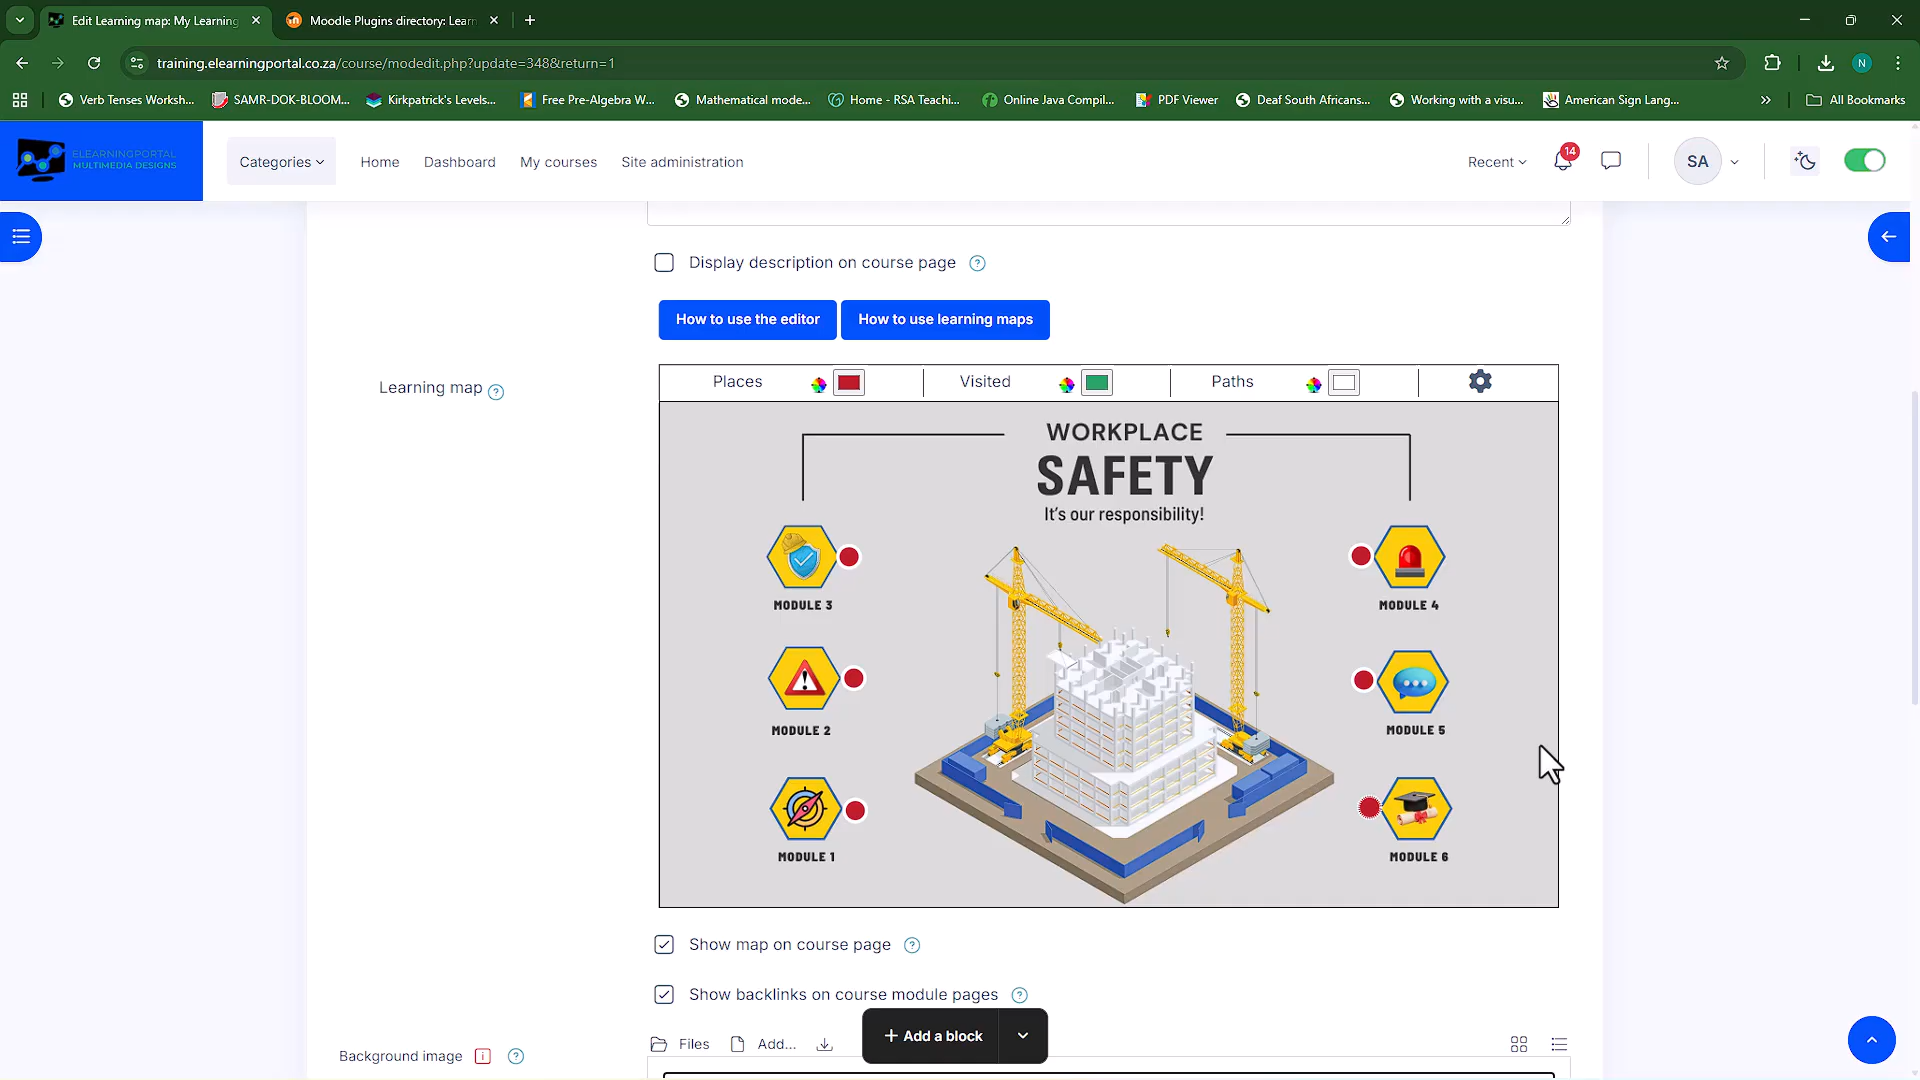 Edit Learning map: My Learning
Moodle Plugins directory: Lear
training.elearningportal.co.za/course/modedit.php?update=348&return=1
Verb Tenses Worksh...
SAMR-DOK-BLOOM...
Kirkpatrick's Levels...
Free Pre-Algebra W...
Mathematical mode...
Home - RSA Teachi...
Online Java Compil...
PDF Viewer
Deaf South Africans...
Working with a visu...
American Sign Lang...
All Bookmarks
N
ELEARNINGPORTAL
MULTIMEDIA DESIGNS
Categories
Home
Dashboard
My courses
Site administration
Recent
14
SA
Display description on course page
How to use the editor
How to use learning maps
Learning map
Places
Visited
Paths
WORKPLACE
SAFETY
It's our responsibility!
MODULE 3
MODULE 4
MODULE 2
MODULE 5
MODULE 1
MODULE 6
Show map on course page
Show backlinks on course module pages
+ Add a block
Background image
Files
Add...